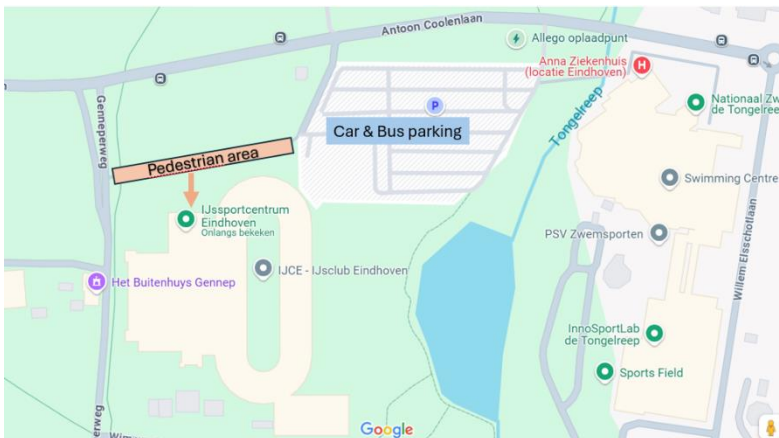 Antoon Coolenlaan
Allego oplaadpunt
Anna Ziekenhuis
(locatie Eindhoven)
Genneperweg
P
H
Car & Bus parking
Tongelreep
Nationaal Zw
de Tongelreep
Pedestrian area
Swimming Centre
IJssportcentrum
Eindhoven
Onlangs bekeken
PSV Zwemsporten
Willem Elsschotlaan
IJCE - IJsclub Eindhoven
Het Buitenhuys Gennep
InnoSportLab
de Tongelreep
Sports Field
erweg
Google